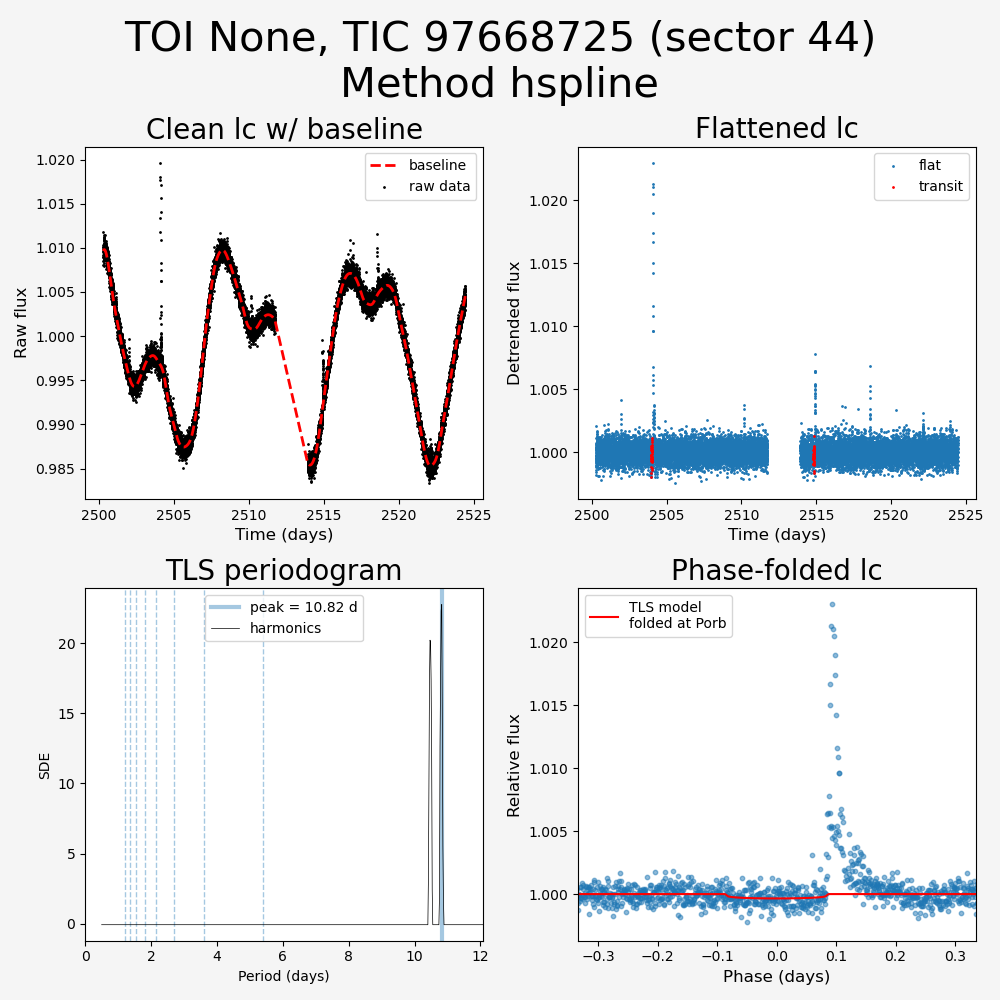 TOI None, TIC 97668725 (sector 44)
Method hspline
Clean lc w/ baseline
Raw flux
1.020
1.015
1.010
1.005
1.000
0.995
0.990
0.985
baseline
raw data
2500
2505
2510
2515
2520
2525
Time (days)
Flattened lc
Detrended flux
1.020
1.015
1.010
1.005
1.000
flat
transit
2500
2505
2510
2515
2520
2525
Time (days)
TLS periodogram
SDE
20
15
10
5
0
peak = 10.82 d
harmonics
0
2
4
6
8
10
12
Period (days)
Phase-folded lc
Relative flux
1.020
1.015
1.010
1.005
1.000
TLS model
folded at Porb
−0.3
−0.2
−0.1
0.0
0.1
0.2
0.3
Phase (days)